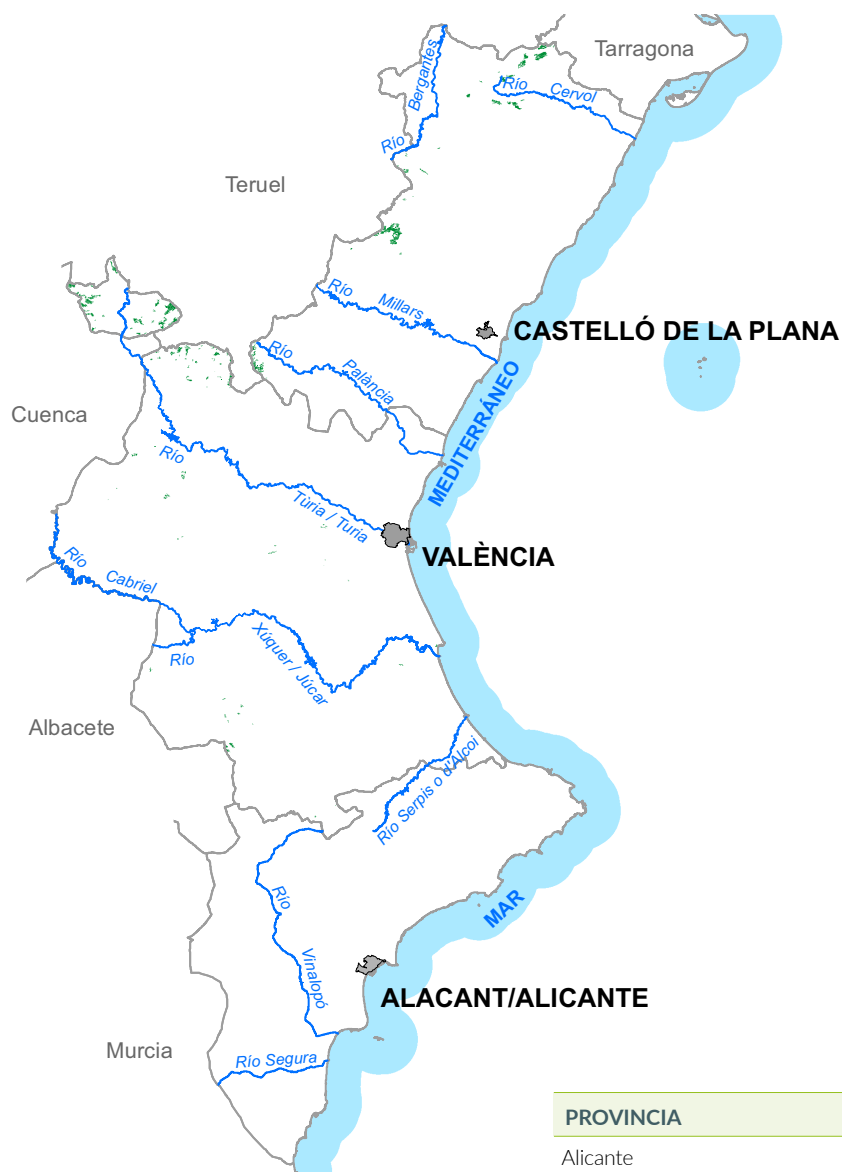 Tarragona
Río Bergantes
Río Cervol
Teruel
Río Millars
CASTELLÓ DE LA PLANA
Río Palància
MEDITERRÁNEO
Cuenca
Río Túria / Turia
VALÈNCIA
Río Cabriel
Río Xúquer / Júcar
Albacete
Río Serpis o d'Alcoi
Río Vinalopó
MAR
ALACANT/ALICANTE
Murcia
Río Segura
PROVINCIA
Alicante